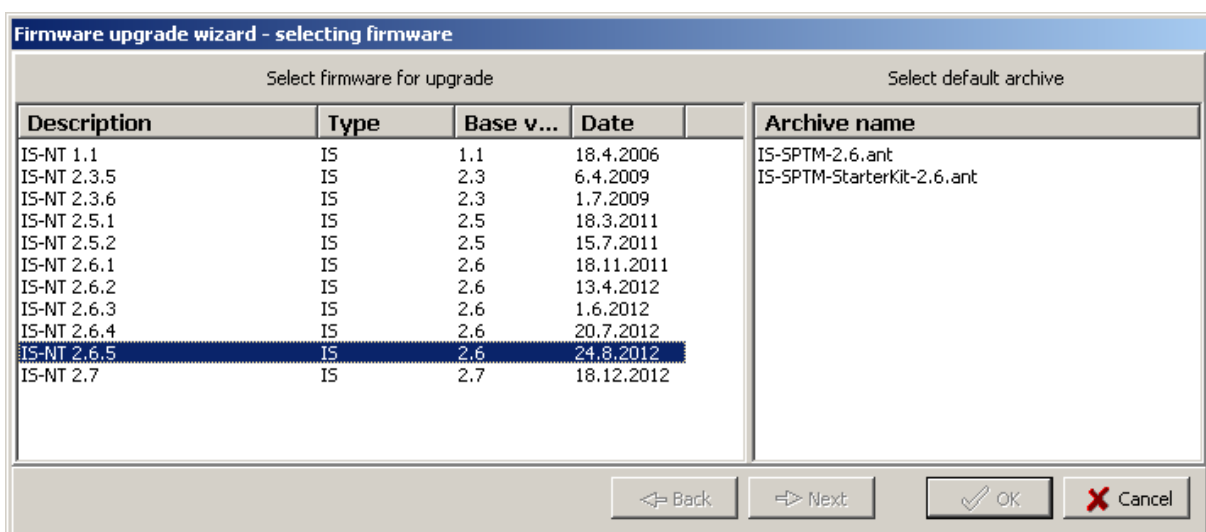 Firmware upgrade wizard - selecting firmware
Select firmware for upgrade Select default archive
Description Type Base v... Date Archive name
IS-NT 1.1 IS 1.1 18.4.2006 IS-SPTM-2.6.ant
IS-NT 2.3.5 IS 2.3 6.4.2009 IS-SPTM-StarterKit-2.6.ant
IS-NT 2.3.6 IS 2.3 1.7.2009
IS-NT 2.5.1 IS 2.5 18.3.2011
IS-NT 2.5.2 IS 2.5 15.7.2011
IS-NT 2.6.1 IS 2.6 18.11.2011
IS-NT 2.6.2 IS 2.6 13.4.2012
IS-NT 2.6.3 IS 2.6 1.6.2012
IS-NT 2.6.4 IS 2.6 20.7.2012
IS-NT 2.6.5 IS 2.6 24.8.2012
IS-NT 2.7 IS 2.7 18.12.2012
Back Next OK Cancel